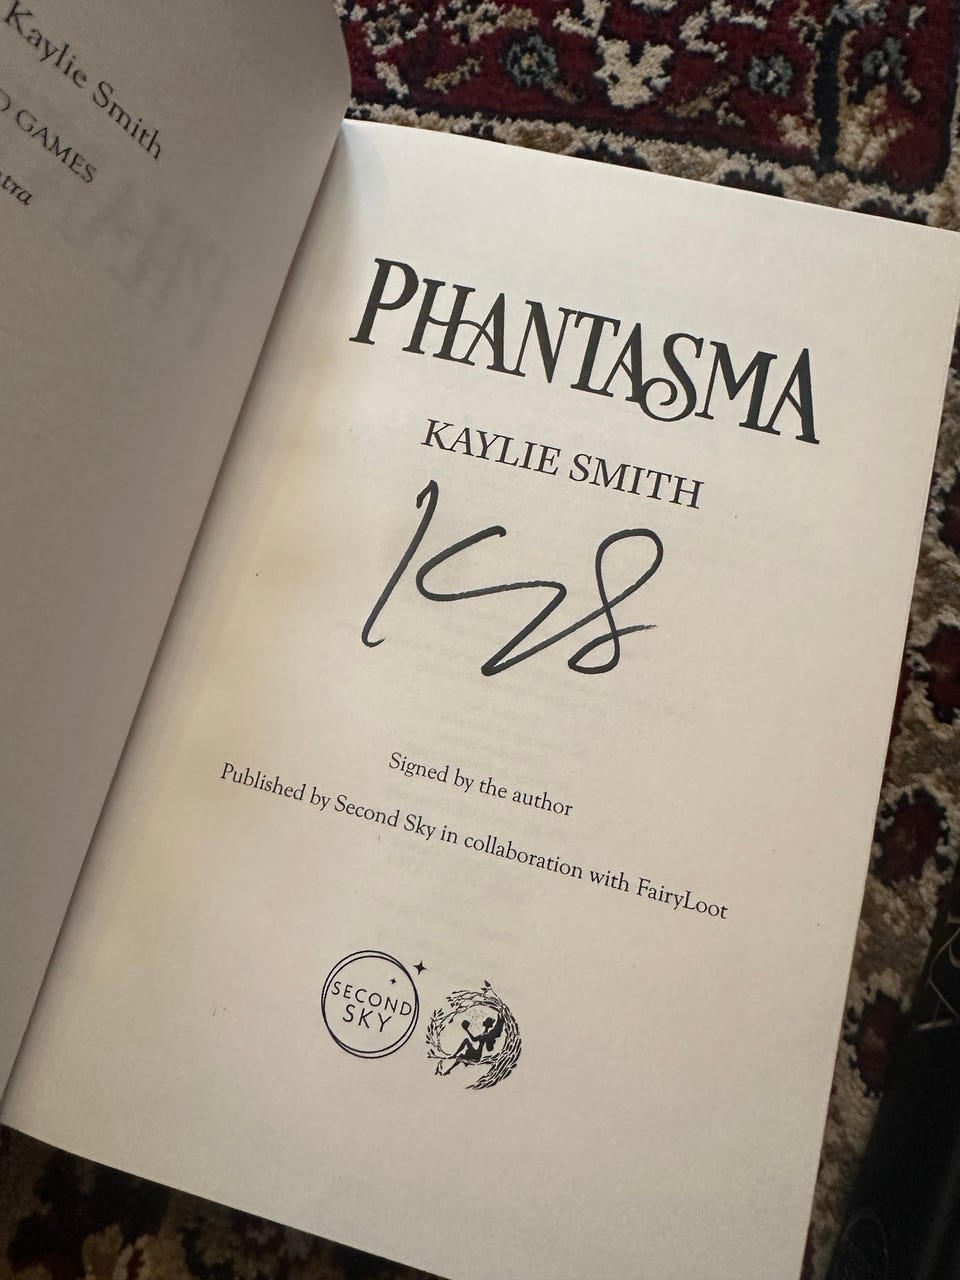 Kaylie Smith
GAMES
PHANTASMA
KAYLIE SMITH
KS
Signed by the author
Published by Second Sky in collaboration with FairyLoot
SECOND
SKY